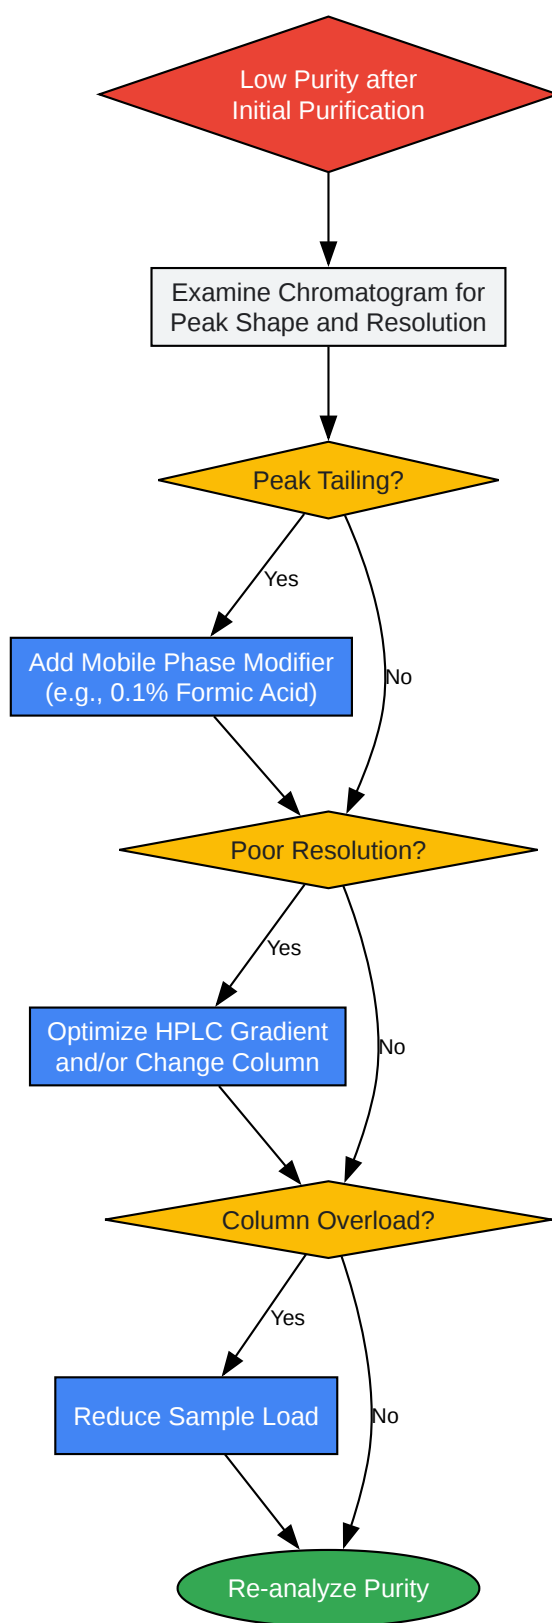 Low Purity after
Initial Purification
Examine Chromatogram for
Peak Shape and Resolution
Peak Tailing?
Yes
Add Mobile Phase Modifier
(e.g., 0.1% Formic Acid)
No
Poor Resolution?
Yes
Optimize HPLC Gradient
and/or Change Column
No
Column Overload?
Yes
Reduce Sample Load
No
Re-analyze Purity